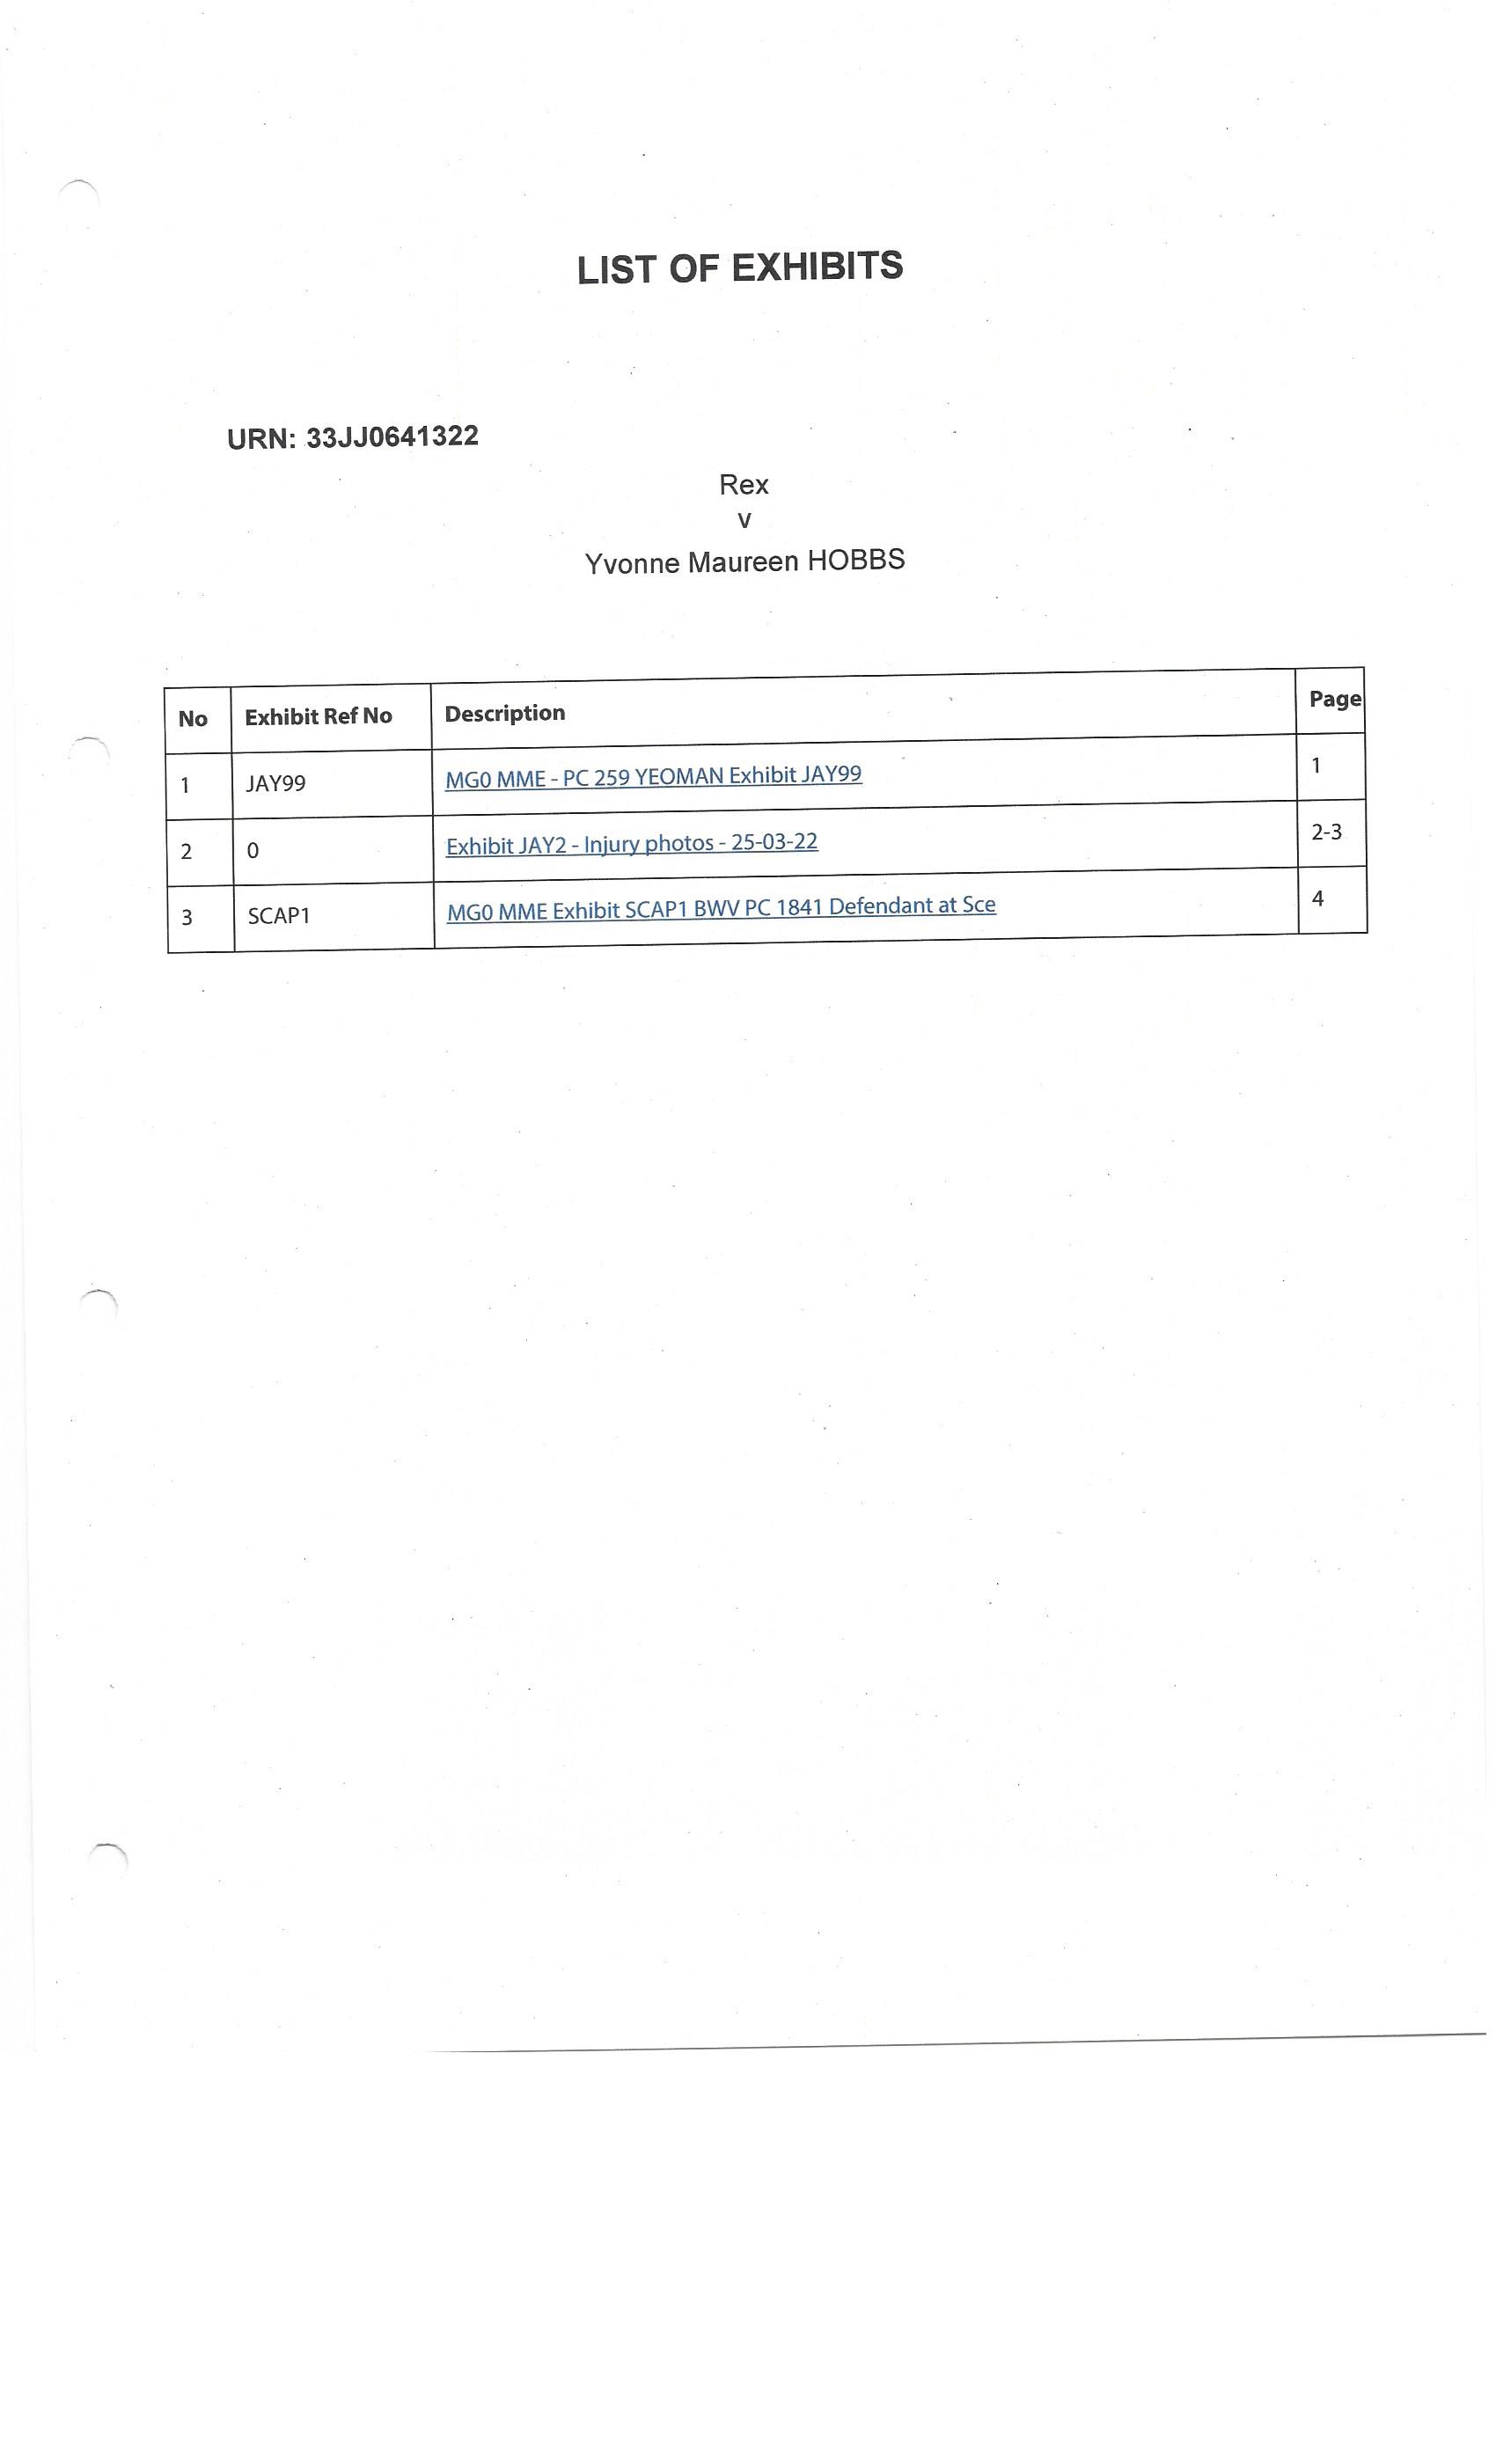 LIST OF EXHIBITS
URN: 33JJ0641322
Rex
v
Yvonne Maureen HOBBS
No Exhibit Ref No Description Page
1 JAY99 MG0 MME - PC 259 YEOMAN Exhibit JAY99 1
2 0 Exhibit JAY2 - Injury photos - 25-03-22 2-3
3 SCAP1 MG0 MME Exhibit SCAP1 BWV PC 1841 Defendant at Sce 4